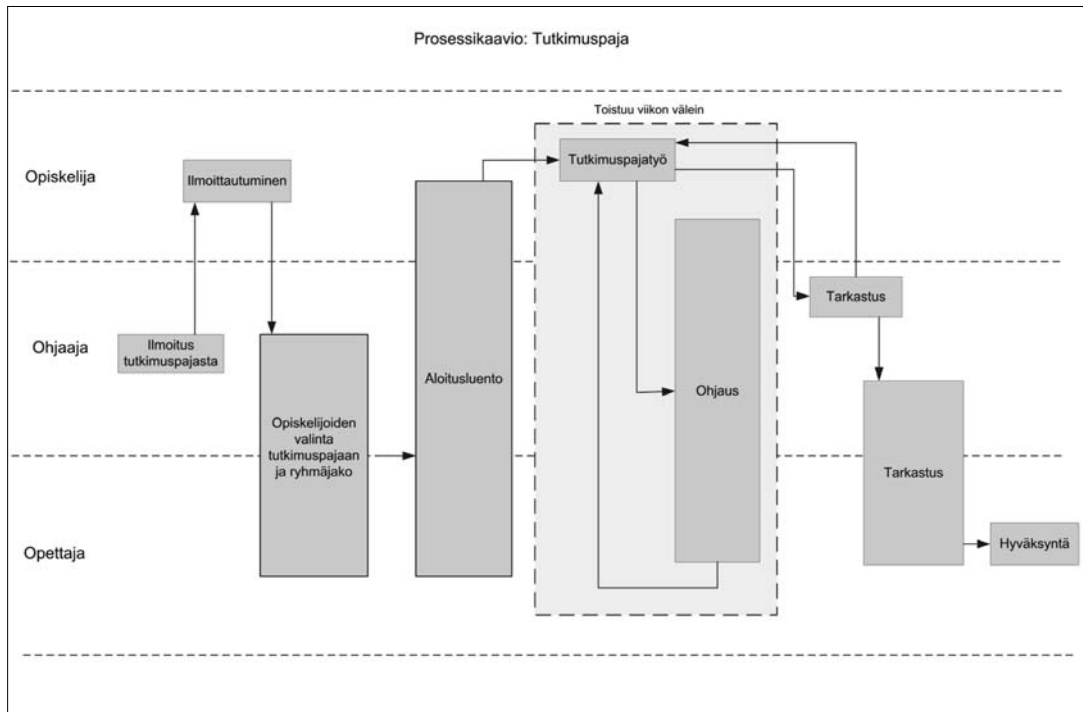 Prosessikaavio: Tutkimuspaja
Toistuu viikon välein
Opiskelija
Ilmoittautuminen
Tutkimuspajatyö
Ohjaaja
Ilmoitus
tutkimuspajasta
Opiskelijoiden
valinta
tutkimuspajaan
ja ryhmäjako
Aloitusluento
Ohjaus
Tarkastus
Tarkastus
Opettaja
Hyväksyntä